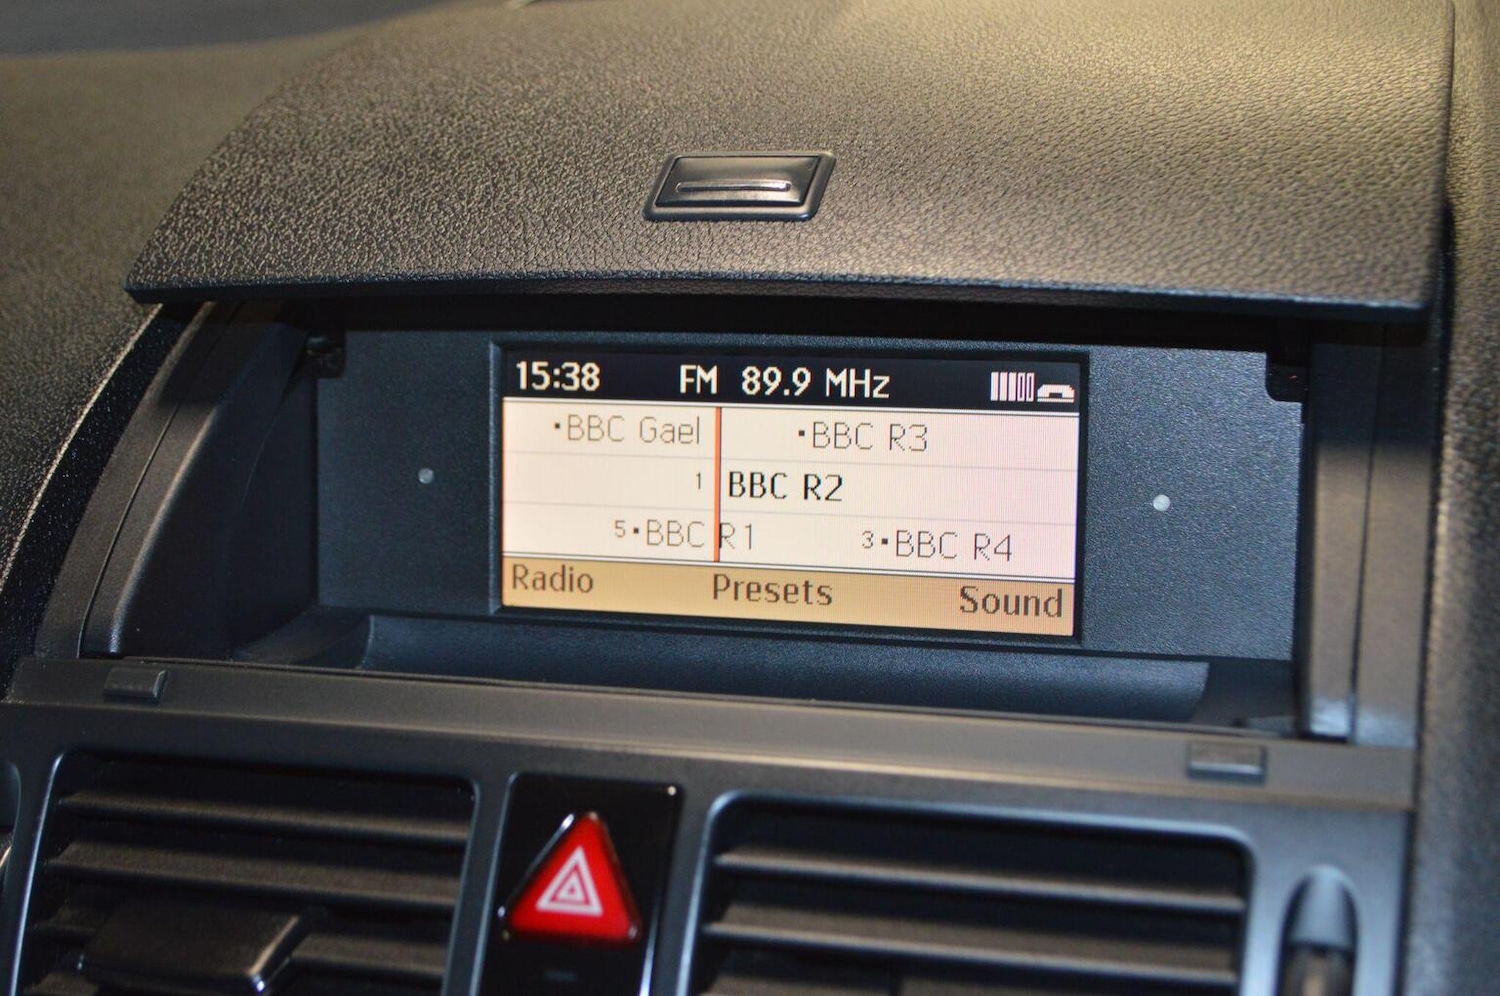 15:38 FM 89.9 MHz
·BBC Gael ·BBC R3
1 BBC R2
5·BBC R1 3·BBC R4
Radio Presets Sound